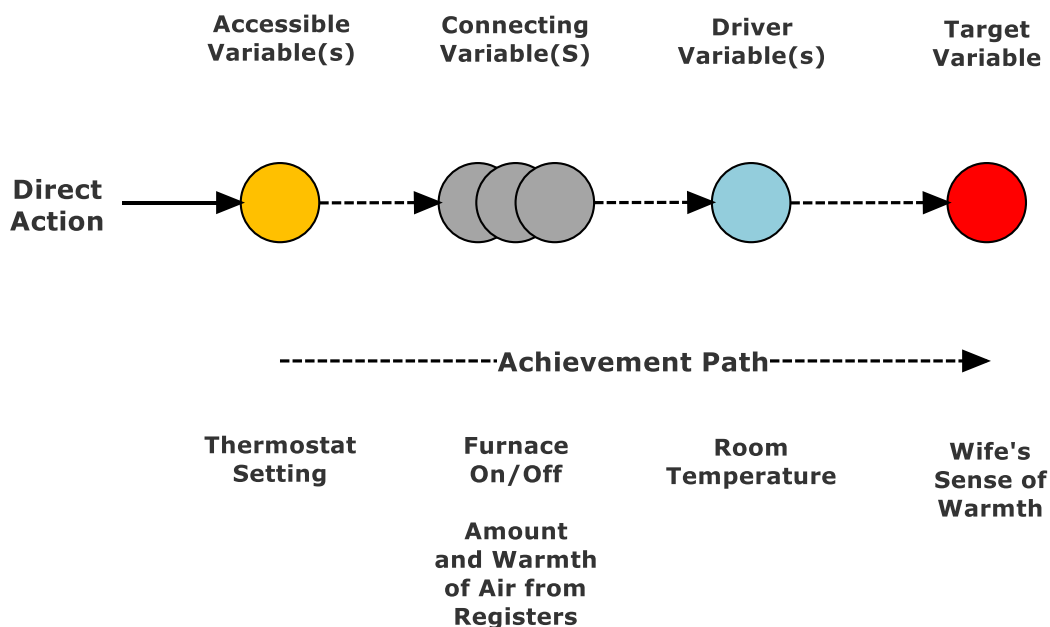 Accessible
Variable(s)
Connecting
Variable(S)
Driver
Variable(s)
Target
Variable
Direct
Action
Achievement Path
Thermostat
Setting
Furnace
On/Off
Amount
and Warmth
of Air from
Registers
Room
Temperature
Wife's
Sense of
Warmth